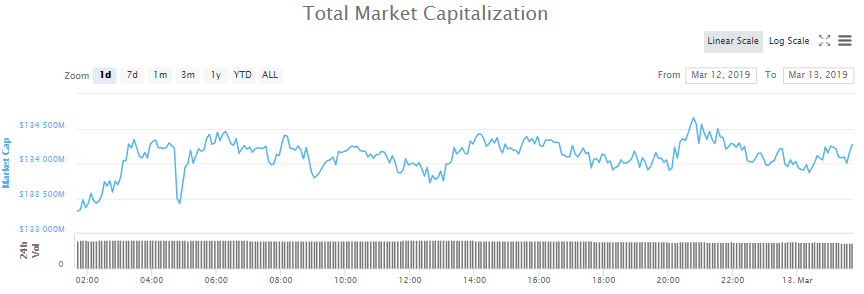 Total Market Capitalization
Linear Scale Log Scale
Zoom 1d 7d 1m 3m 1y YTD ALL From Mar 12, 2019 To Mar 13, 2019
Market Cap
$134 500M
$134 000M
$133 500M
$133 000M
24h
Vol
0
02:00 04:00 06:00 08:00 10:00 12:00 14:00 16:00 18:00 20:00 22:00 13. Mar